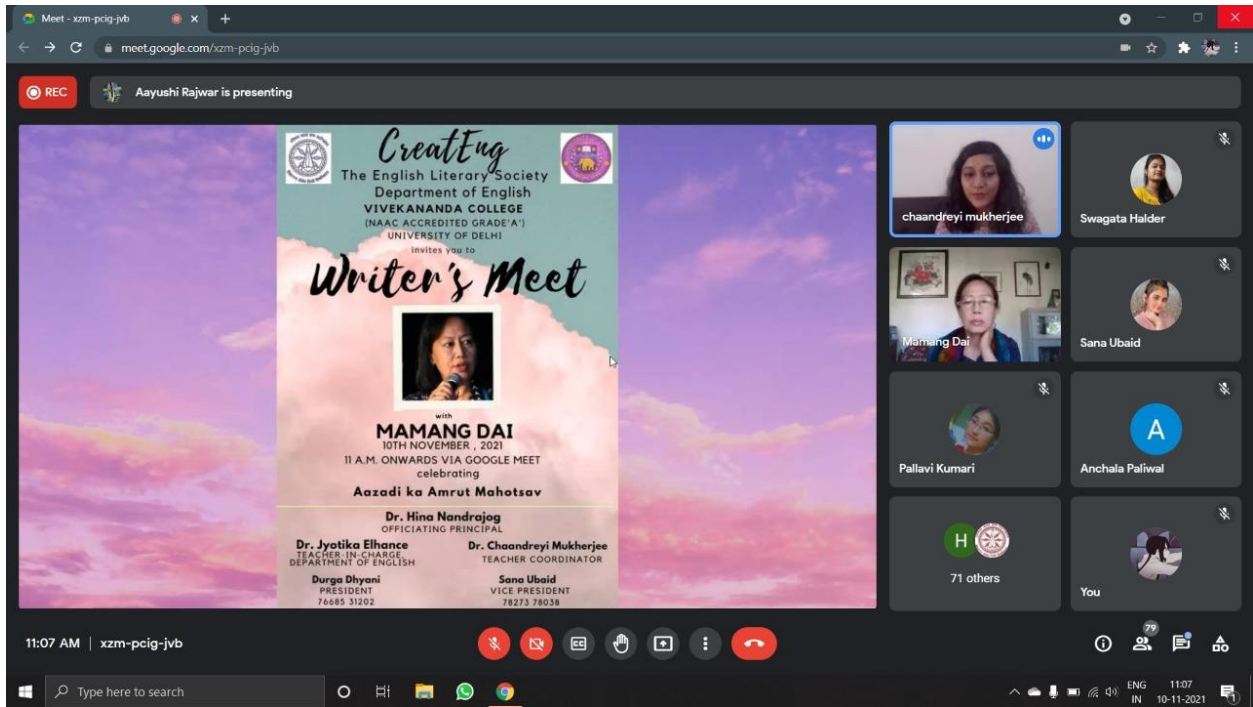 Meet - xzm-pcig-jvb
meet.google.com/xzm-pcig-jvb
REC
Aayushi Rajwar is presenting
CreatEng
The English Literary Society
Department of English
VIVEKANANDA COLLEGE
(NAAC ACCREDITED GRADE'A')
UNIVERSITY OF DELHI
invites you to
Writer's Meet
with
MAMANG DAI
10TH NOVEMBER , 2021
11 A.M. ONWARDS VIA GOOGLE MEET
celebrating
Aazadi ka Amrut Mahotsav
Dr. Hina Nandrajog
OFFICIATING PRINCIPAL
Dr. Jyotika Elhance
TEACHER-IN-CHARGE,
DEPARTMENT OF ENGLISH
Dr. Chaandreyi Mukherjee
TEACHER COORDINATOR
Durga Dhyani
PRESIDENT
76685 31202
Sana Ubaid
VICE PRESIDENT
78273 78038
chaandreyi mukherjee
Swagata Halder
Mamang Dai
Sana Ubaid
Pallavi Kumari
A
Anchala Paliwal
H
71 others
You
11:07 AM | xzm-pcig-jvb
CC
79
Type here to search
ENG
IN
11:07
10-11-2021
1